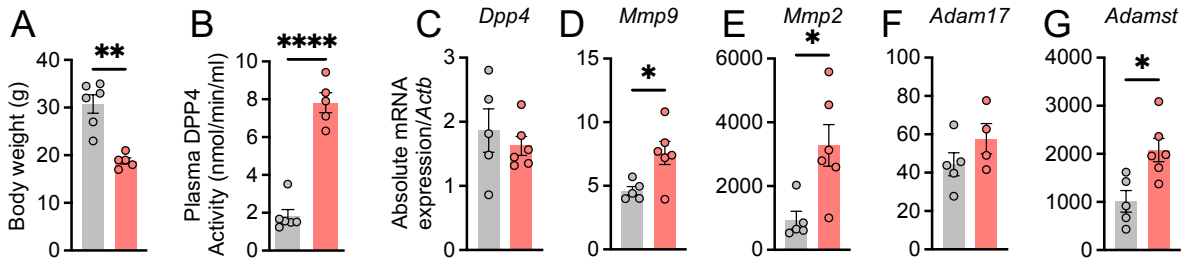 A
Body weight (g)
40
30
20
10
0
**
B
Plasma DPP4
Activity (nmol/min/ml)
10
8
6
4
2
0
****
C
Dpp4
Absolute mRNA
expression/Actb
3
2
1
0
D
Mmp9
15
10
5
0
*
E
Mmp2
6000
4000
2000
0
*
F
Adam17
100
80
60
40
20
0
G
Adamst
4000
3000
2000
1000
0
*